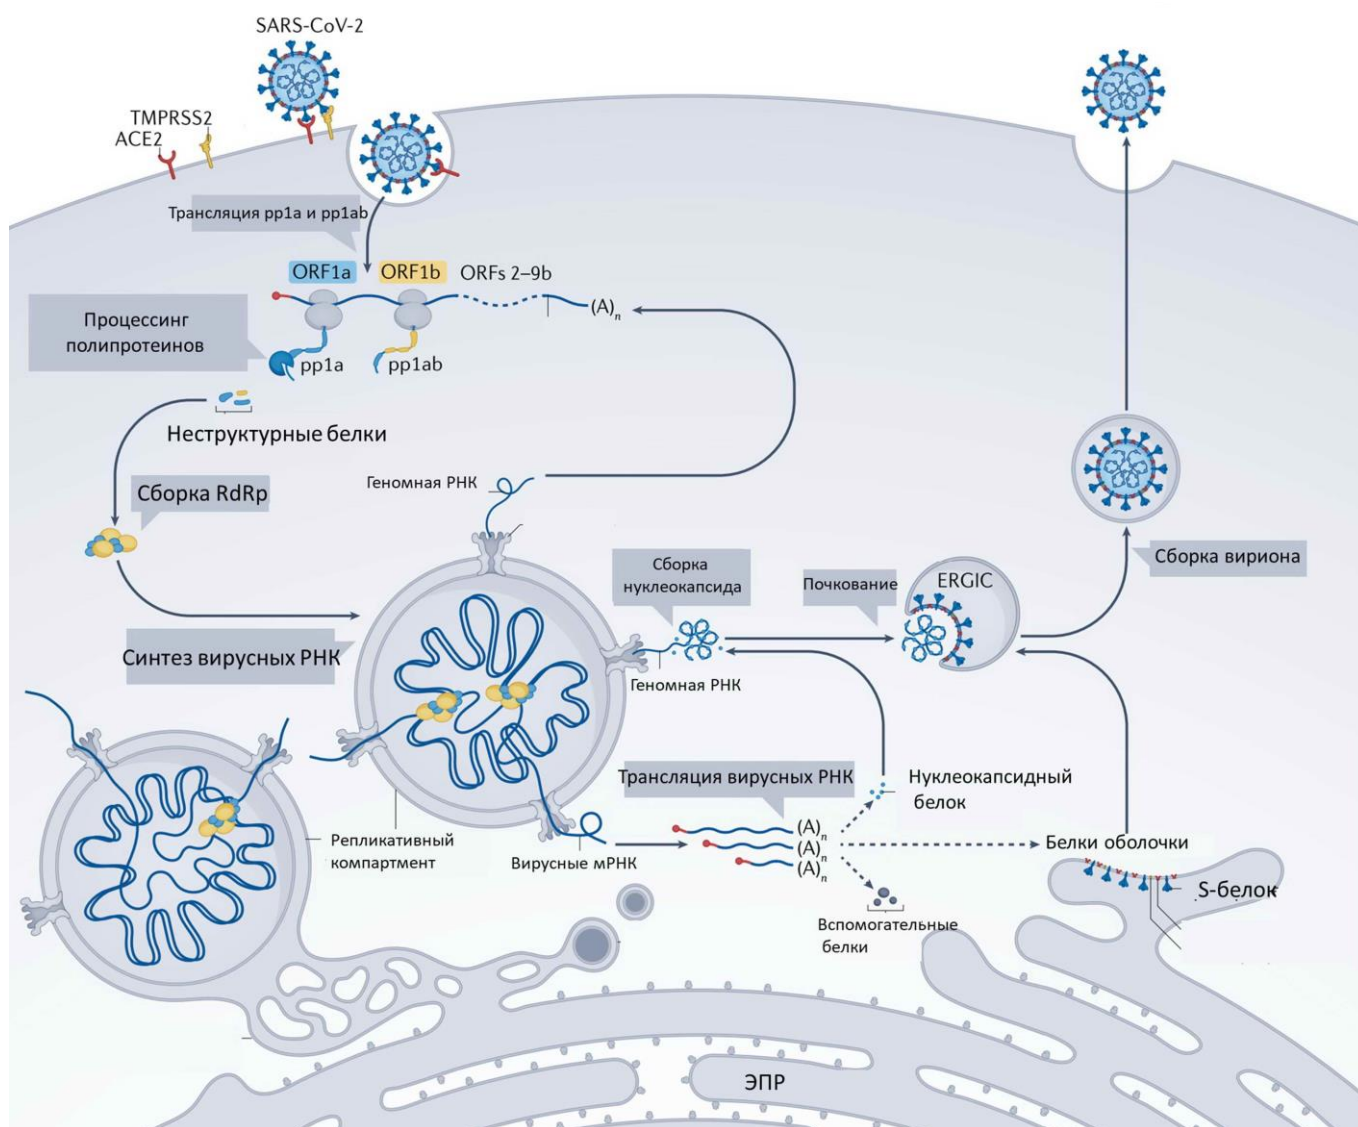 SARS-CoV-2
TMPRSS2
ACE2
Трансляция pp1a и pp1ab
ORF1a
ORF1b
ORFs 2–9b
(A)n
Процессинг
полипротеинов
pp1a
pp1ab
Неструктурные белки
Сборка RdRp
Геномная РНК
Сборка
нуклеокапсида
Почкование
ERGIC
Сборка вириона
Синтез вирусных РНК
Геномная РНК
Трансляция вирусных РНК
Нуклеокапсидный
белок
Репликативный
компартмент
Вирусные мРНК
(A)n
(A)n
(A)n
Белки оболочки
S-белок
Вспомогательные
белки
ЭПР